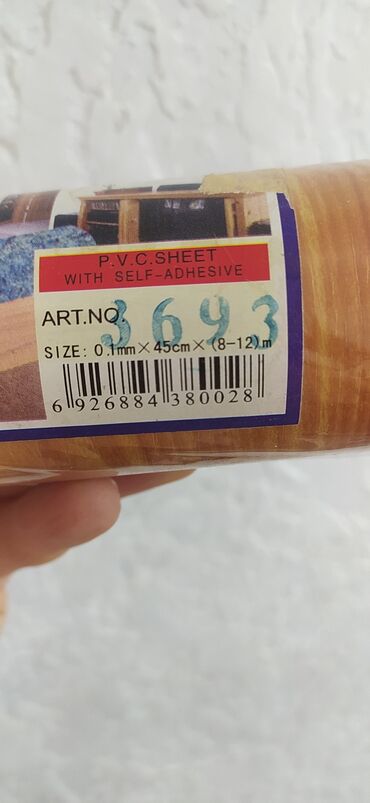 P.V.C.SHEET
WITH SELF-ADHESIVE
ART.NO. 3693
SIZE: 0.1mm×45cm×(8-12)m
6 926884 380028